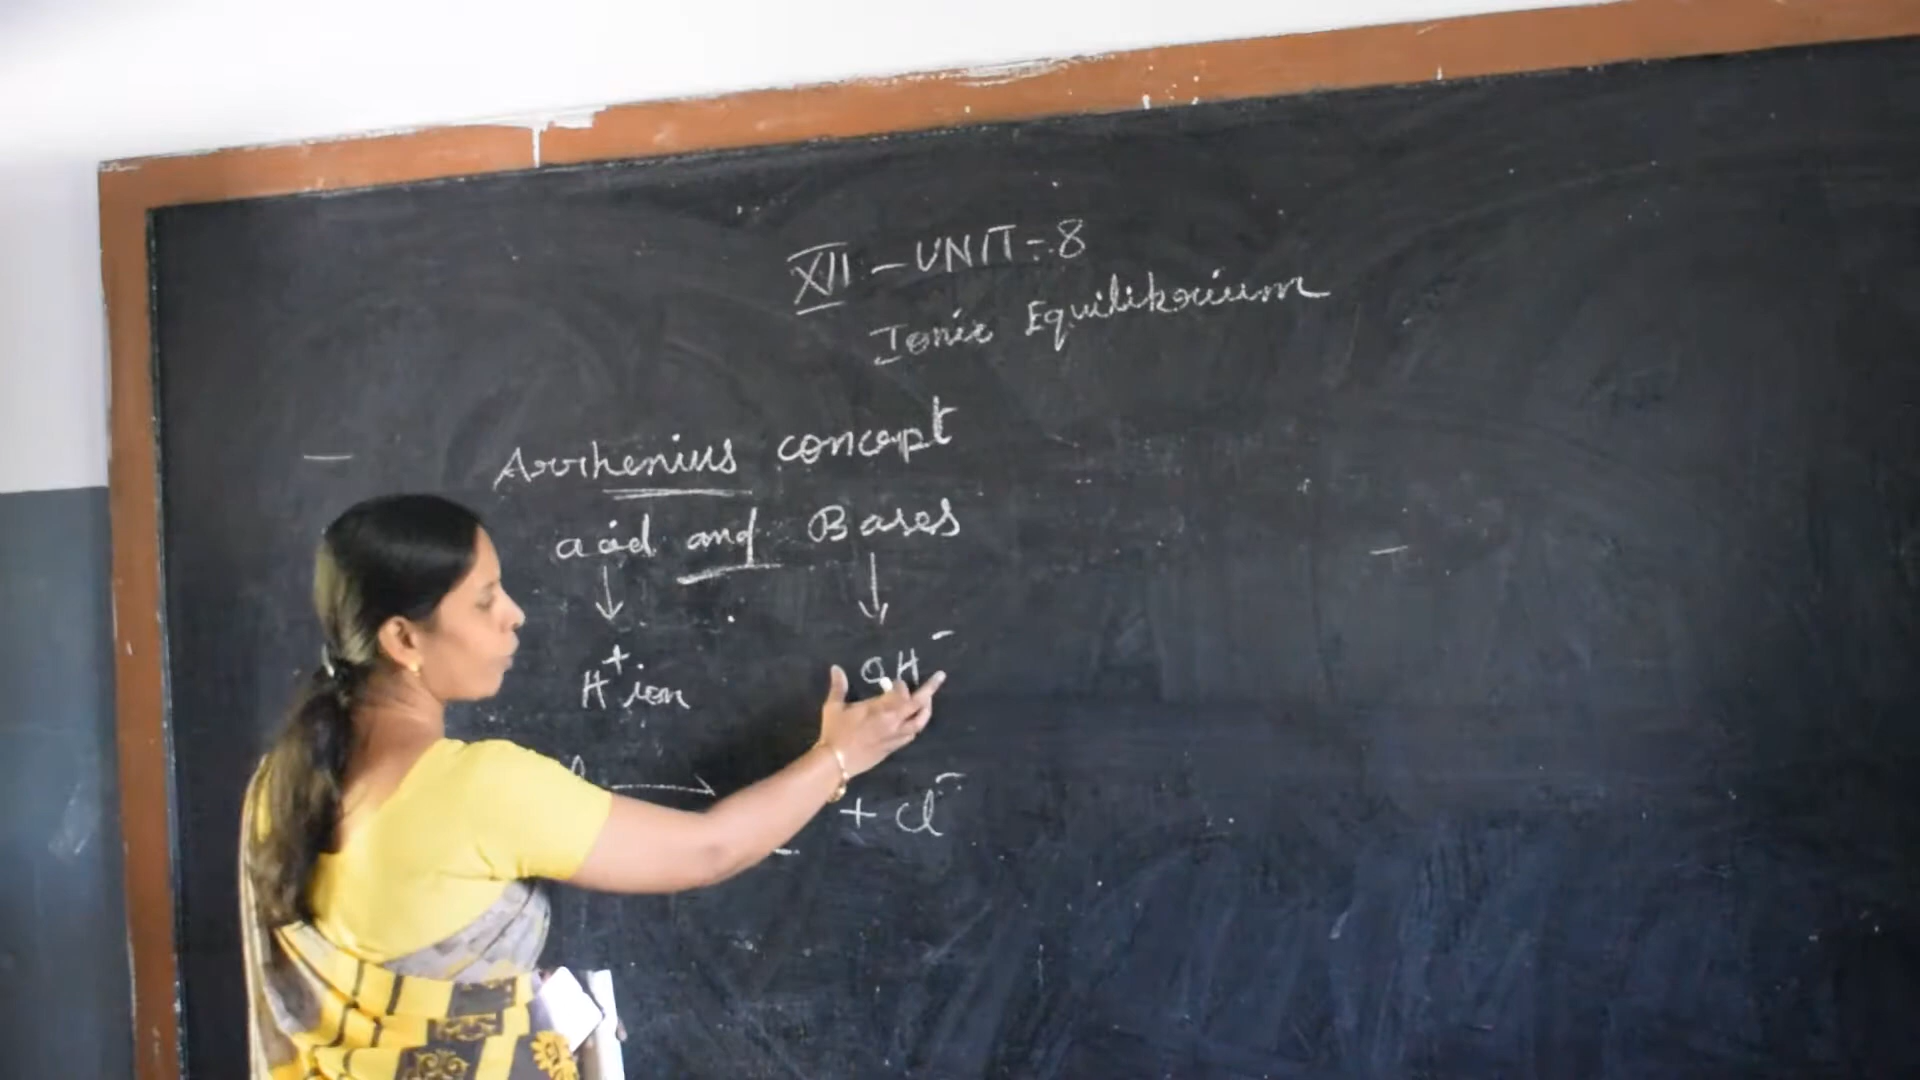 XII - UNIT - 8
Ionic Equilibrium
Arrhenius concept
acid and Bases
↓ ↓
H⁺ ion OH⁻
→ + Cl⁻